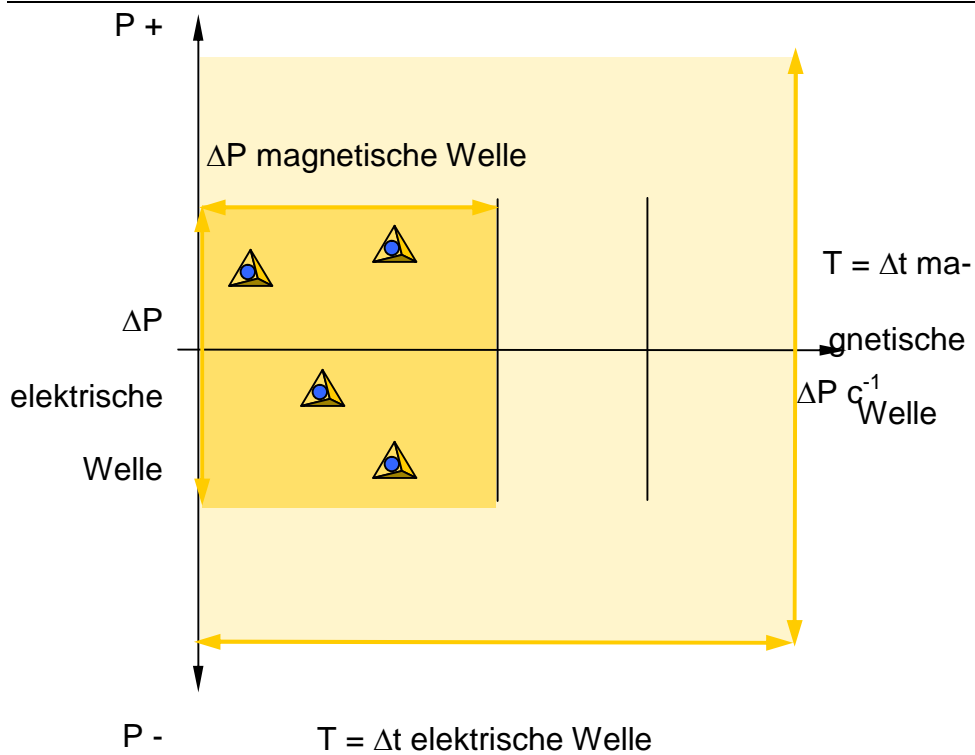 P +
ΔP magnetische Welle
T = Δt ma-
ΔP
gnetische
elektrische
ΔP c⁻¹
Welle
Welle
P -
T = Δt elektrische Welle